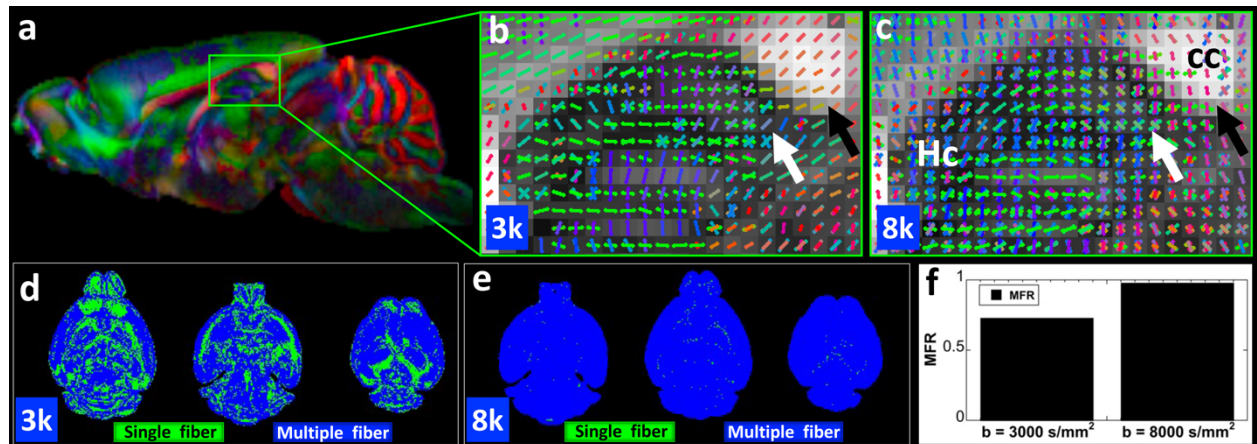 a
b
c
CC
Hc
3k
8k
d
e
f
1
MFR
0.5
MFR
0
3k
8k
Single fiber
Multiple fiber
Single fiber
Multiple fiber
b = 3000 s/mm²
b = 8000 s/mm²